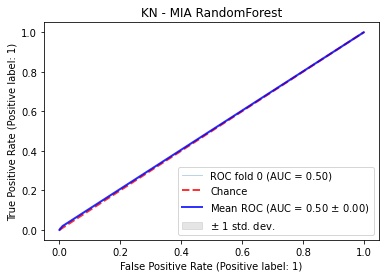 KN - MIA RandomForest
True Positive Rate (Positive label: 1)
1.0
0.8
0.6
0.4
0.2
0.0
ROC fold 0 (AUC = 0.50)
Chance
Mean ROC (AUC = 0.50 ± 0.00)
± 1 std. dev.
0.0 0.2 0.4 0.6 0.8 1.0
False Positive Rate (Positive label: 1)